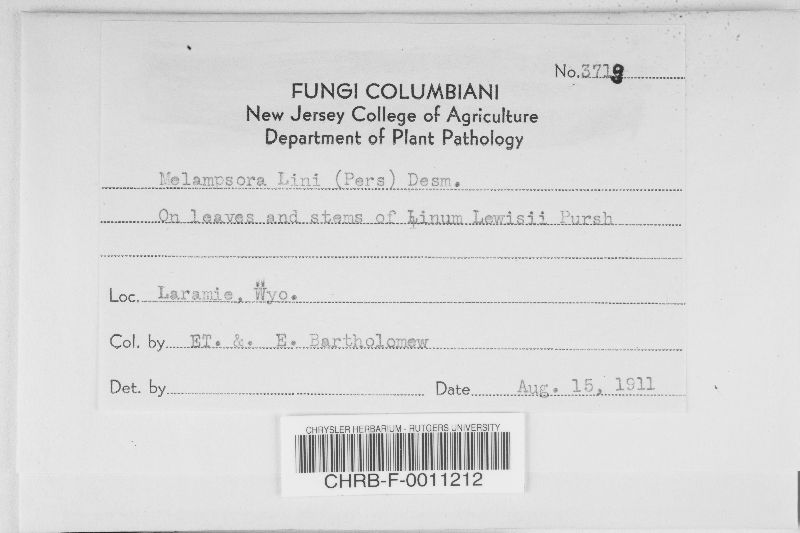 No. 3719
FUNGI COLUMBIANI
New Jersey College of Agriculture
Department of Plant Pathology
Melampsora Lini (Pers) Desm.
On leaves and stems of Linum Lewisii Pursh
Loc. Laramie, Wyo.
Col. by ET. &. E. Bartholomew
Det. by
Date Aug. 15, 1911
CHRYSLER HERBARIUM - RUTGERS UNIVERSITY
CHRB-F-0011212